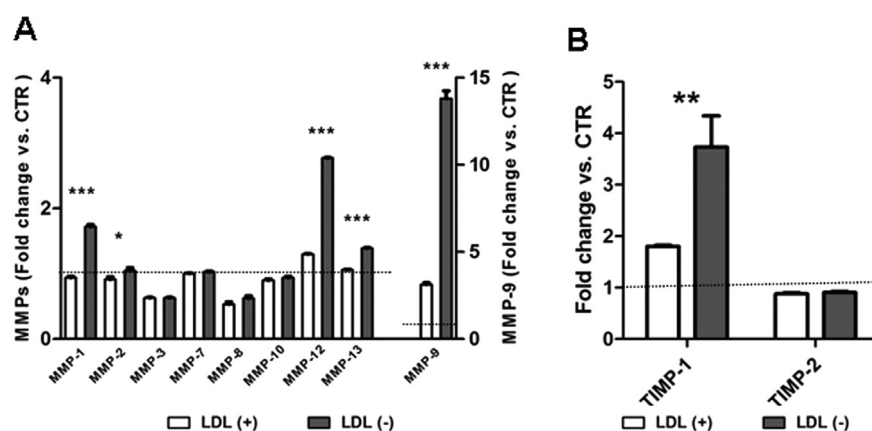 A
MMPs (Fold change vs. CTR )
4
2
0
***
*
***
***
***
15
10
5
0
MMP-9 (Fold change vs. CTR )
MMP-1
MMP-2
MMP-3
MMP-7
MMP-8
MMP-10
MMP-12
MMP-13
MMP-9
LDL (+)
LDL (-)
B
Fold change vs. CTR
5
4
3
2
1
0
**
TIMP-1
TIMP-2
LDL (+)
LDL (-)